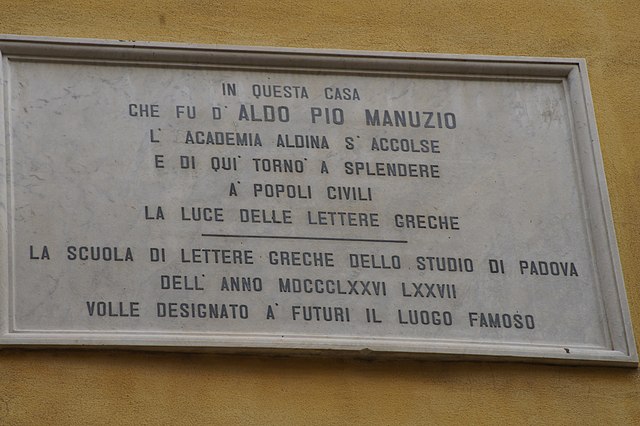 IN QUESTA CASA
CHE FU D' ALDO PIO MANUZIO
L' ACADEMIA ALDINA S' ACCOLSE
E DI QUI' TORNO' A SPLENDERE
A' POPOLI CIVILI
LA LUCE DELLE LETTERE GRECHE
LA SCUOLA DI LETTERE GRECHE DELLO STUDIO DI PADOVA
DELL' ANNO MDCCCLXXVI LXXVII
VOLLE DESIGNATO A' FUTURI IL LUOGO FAMOSO